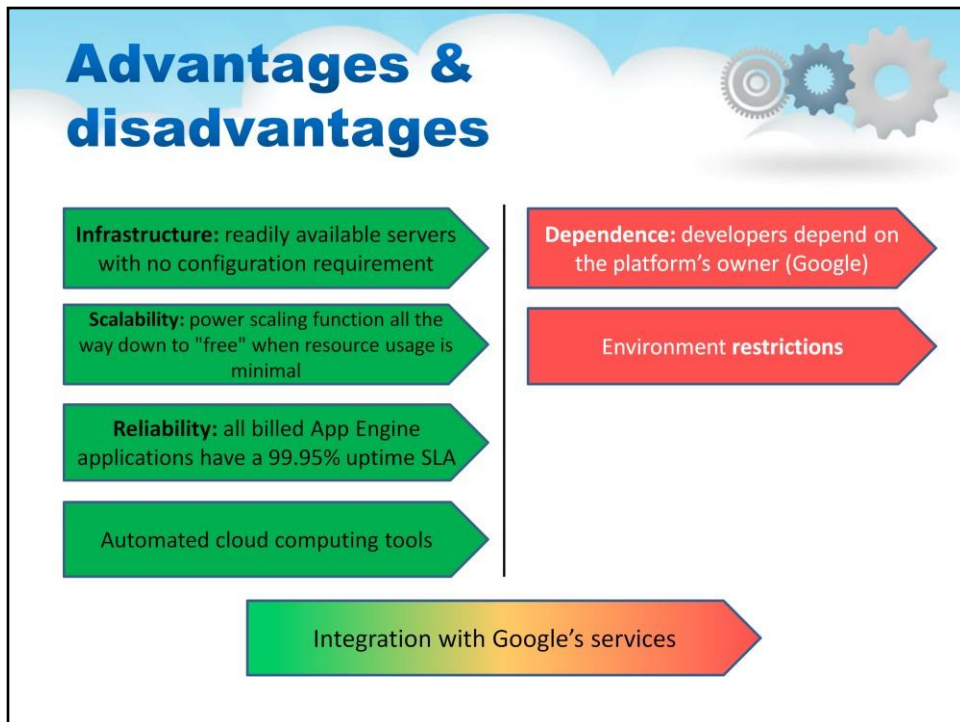 Advantages &
disadvantages
Infrastructure: readily available servers
with no configuration requirement
Scalability: power scaling function all the
way down to "free" when resource usage is
minimal
Reliability: all billed App Engine
applications have a 99.95% uptime SLA
Automated cloud computing tools
Dependence: developers depend on
the platform’s owner (Google)
Environment restrictions
Integration with Google’s services